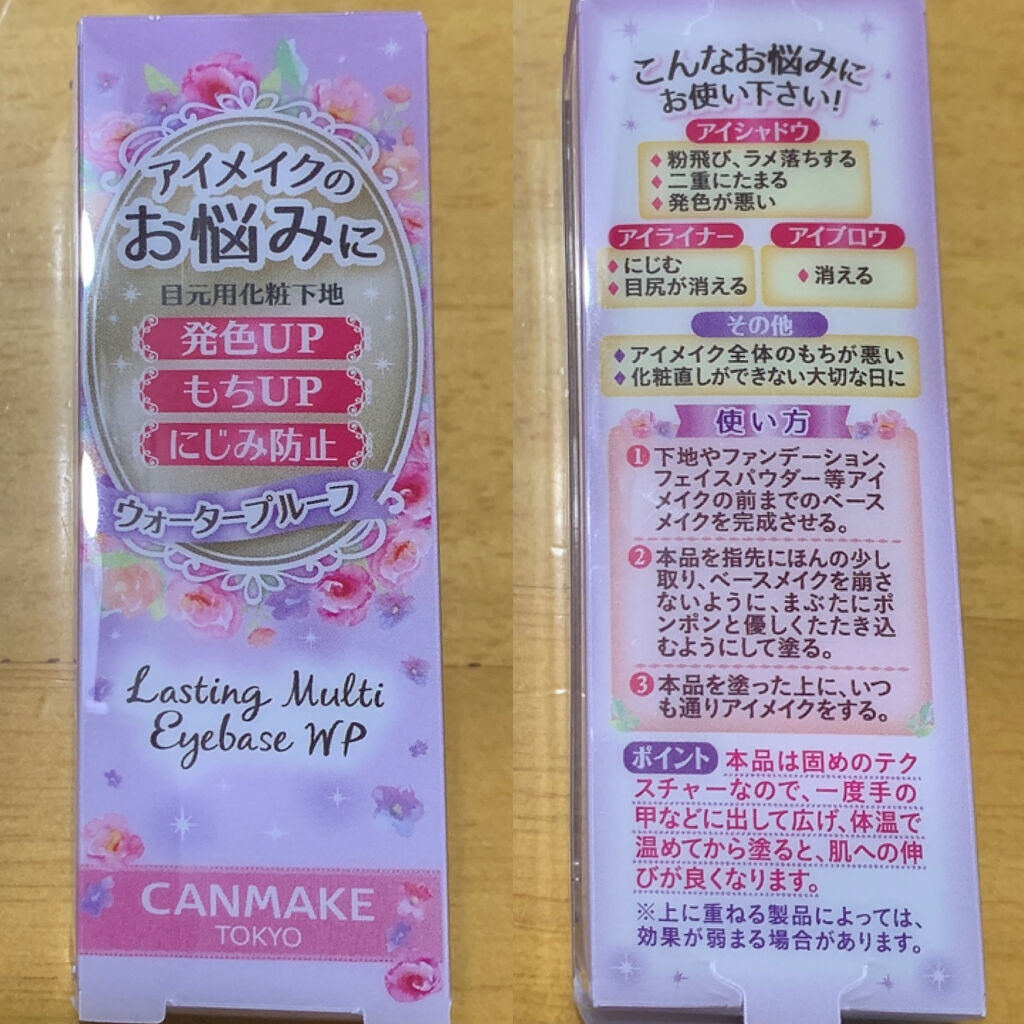 アイメイクの
お悩みに
目元用化粧下地
発色UP
もちUP
にじみ防止
ウォータープルーフ
Lasting Multi
Eyebase WP
CANMAKE
TOKYO
こんなお悩みに
お使い下さい!
アイシャドウ
♦粉飛び、ラメ落ちする
♦二重にたまる
♦発色が悪い
アイライナー
♦にじむ
♦目尻が消える
アイブロウ
♦消える
その他
♦アイメイク全体のもちが悪い
♦化粧直しができない大切な日に
使い方
❶下地やファンデーション、
フェイスパウダー等アイ
メイクの前までのベース
メイクを完成させる。
❷本品を指先にほんの少し
取り、ベースメイクを崩さ
ないように、まぶたにポ
ンポンと優しくたたき込
むようにして塗る。
❸本品を塗った上に、いつ
も通りアイメイクをする。
ポイント 本品は固めのテク
スチャーなので、一度手の
甲などに出して広げ、体温で
温めてから塗ると、肌への伸
びが良くなります。
※上に重ねる製品によっては、
効果が弱まる場合があります。